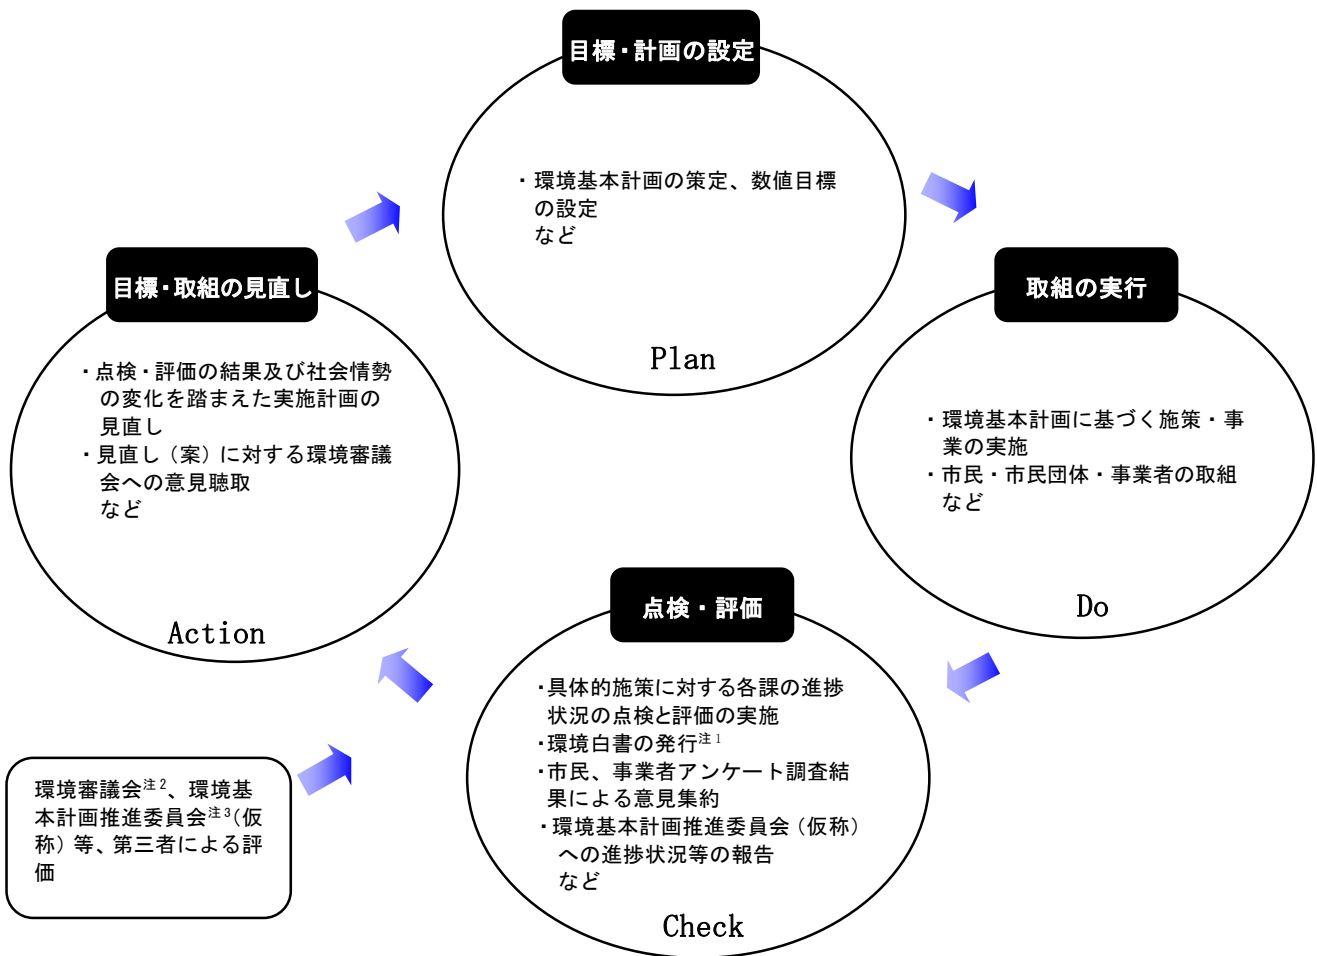 目標・計画の設定
・環境基本計画の策定、数値目標
の設定
など
Plan
取組の実行
・環境基本計画に基づく施策・事
業の実施
・市民・市民団体・事業者の取組
など
Do
点検・評価
・具体的施策に対する各課の進捗
状況の点検と評価の実施
・環境白書の発行注1
・市民、事業者アンケート調査結
果による意見集約
・環境基本計画推進委員会（仮称）
への進捗状況等の報告
など
Check
目標・取組の見直し
・点検・評価の結果及び社会情勢
の変化を踏まえた実施計画の
見直し
・見直し（案）に対する環境審議
会への意見聴取
など
Action
環境審議会注2、環境基
本計画推進委員会注3(仮
称）等、第三者による評
価